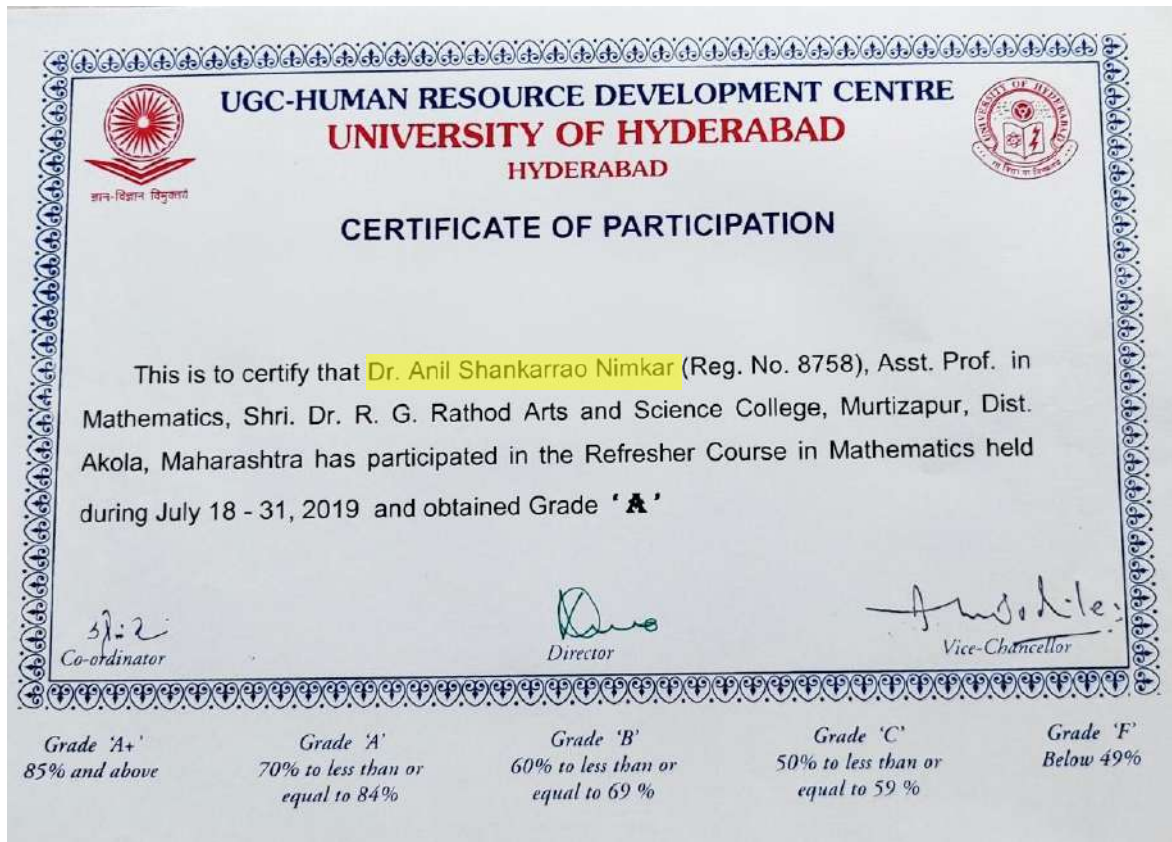 UGC-HUMAN RESOURCE DEVELOPMENT CENTRE
UNIVERSITY OF HYDERABAD
HYDERABAD
ज्ञान-विज्ञान विमुक्तये
UNIVERSITY OF HYDERABAD
सा विद्या या विमुक्तये
CERTIFICATE OF PARTICIPATION
This is to certify that Dr. Anil Shankarrao Nimkar (Reg. No. 8758), Asst. Prof. in
Mathematics, Shri. Dr. R. G. Rathod Arts and Science College, Murtizapur, Dist.
Akola, Maharashtra has participated in the Refresher Course in Mathematics held
during July 18 - 31, 2019 and obtained Grade ‘A’
Co-ordinator
Director
Vice-Chancellor
Grade ‘A+’
85% and above
Grade ‘A’
70% to less than or
equal to 84%
Grade ‘B’
60% to less than or
equal to 69 %
Grade ‘C’
50% to less than or
equal to 59 %
Grade ‘F’
Below 49%